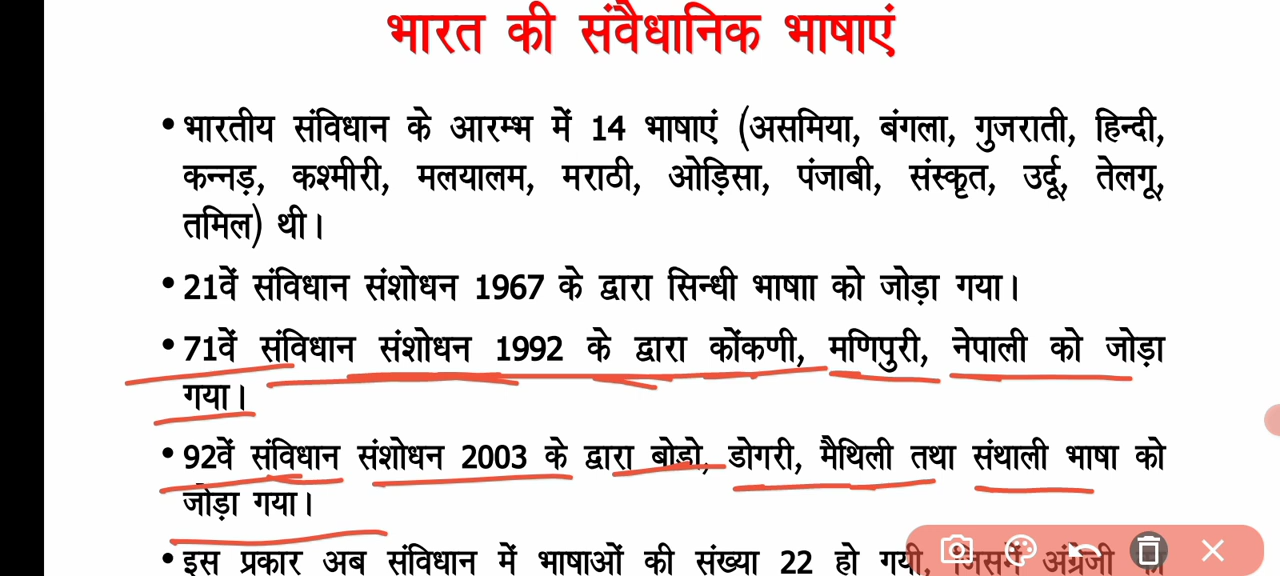 भारत की संवैधानिक भाषाएं
• भारतीय संविधान के आरम्भ में 14 भाषाएं (असमिया, बंगला, गुजराती, हिन्दी,
कन्नड़, कश्मीरी, मलयालम, मराठी, ओड़िसा, पंजाबी, संस्कृत, उर्दू, तेलगू,
तमिल) थी।
• 21वें संविधान संशोधन 1967 के द्वारा सिन्धी भाषाा को जोड़ा गया।
• 71वें संविधान संशोधन 1992 के द्वारा कोंकणी, मणिपुरी, नेपाली को जोड़ा
गया।
• 92वें संविधान संशोधन 2003 के द्वारा बोडो, डोगरी, मैथिली तथा संथाली भाषा को
जोड़ा गया।
• इस प्रकार अब संविधान में भाषाओं की संख्या 22 हो गयी, जिसमें अंग्रेजी